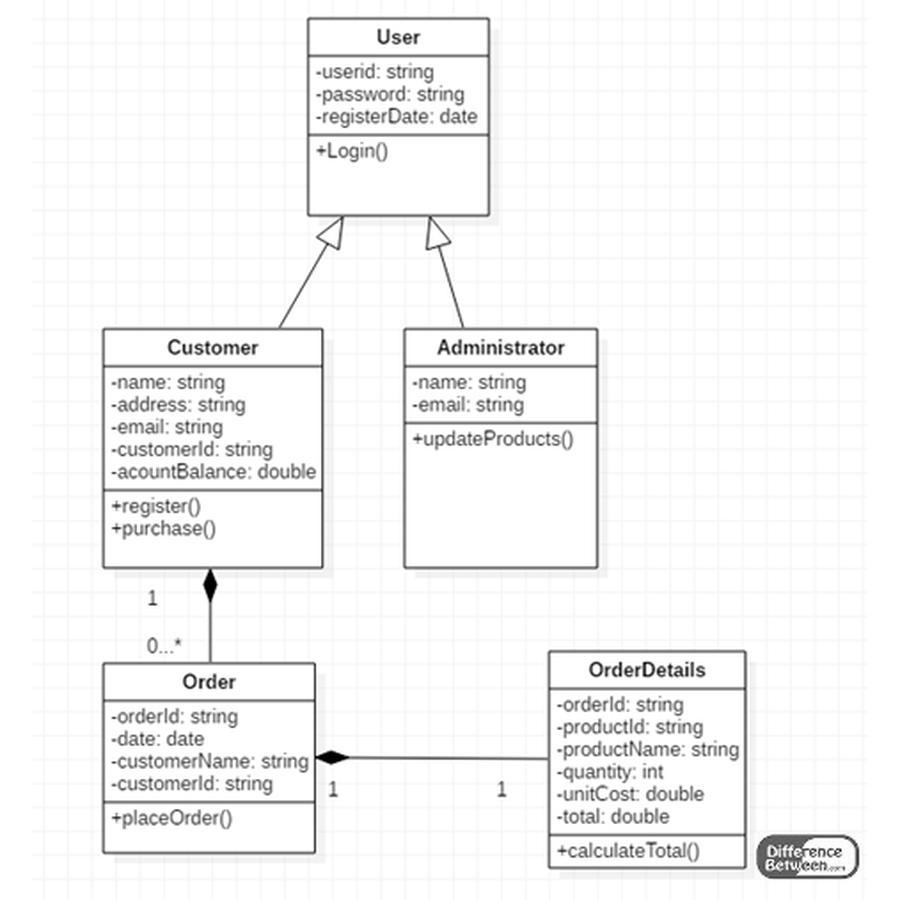 User
-userid: string
-password: string
-registerDate: date
+Login()
Customer
-name: string
-address: string
-email: string
-customerId: string
-acountBalance: double
+register()
+purchase()
Administrator
-name: string
-email: string
+updateProducts()
1
0...*
Order
-orderId: string
-date: date
-customerName: string
-customerId: string
+placeOrder()
1
1
OrderDetails
-orderId: string
-productId: string
-productName: string
-quantity: int
-unitCost: double
-total: double
+calculateTotal()
Difference
Between.com